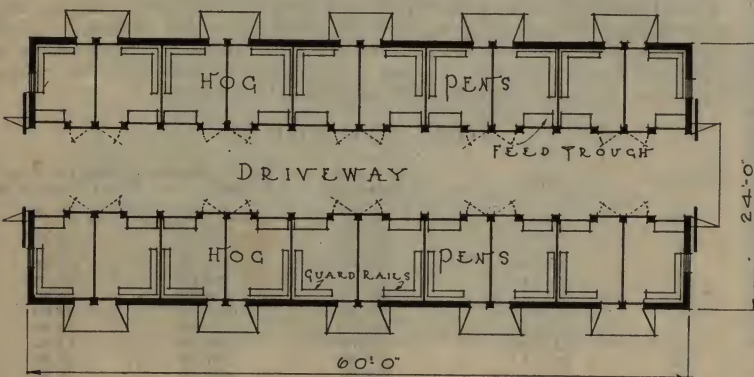 HOG PENS
FEED TROUGH
DRIVEWAY
24'-0"
HOG PENS
GUARD RAILS
60'-0"